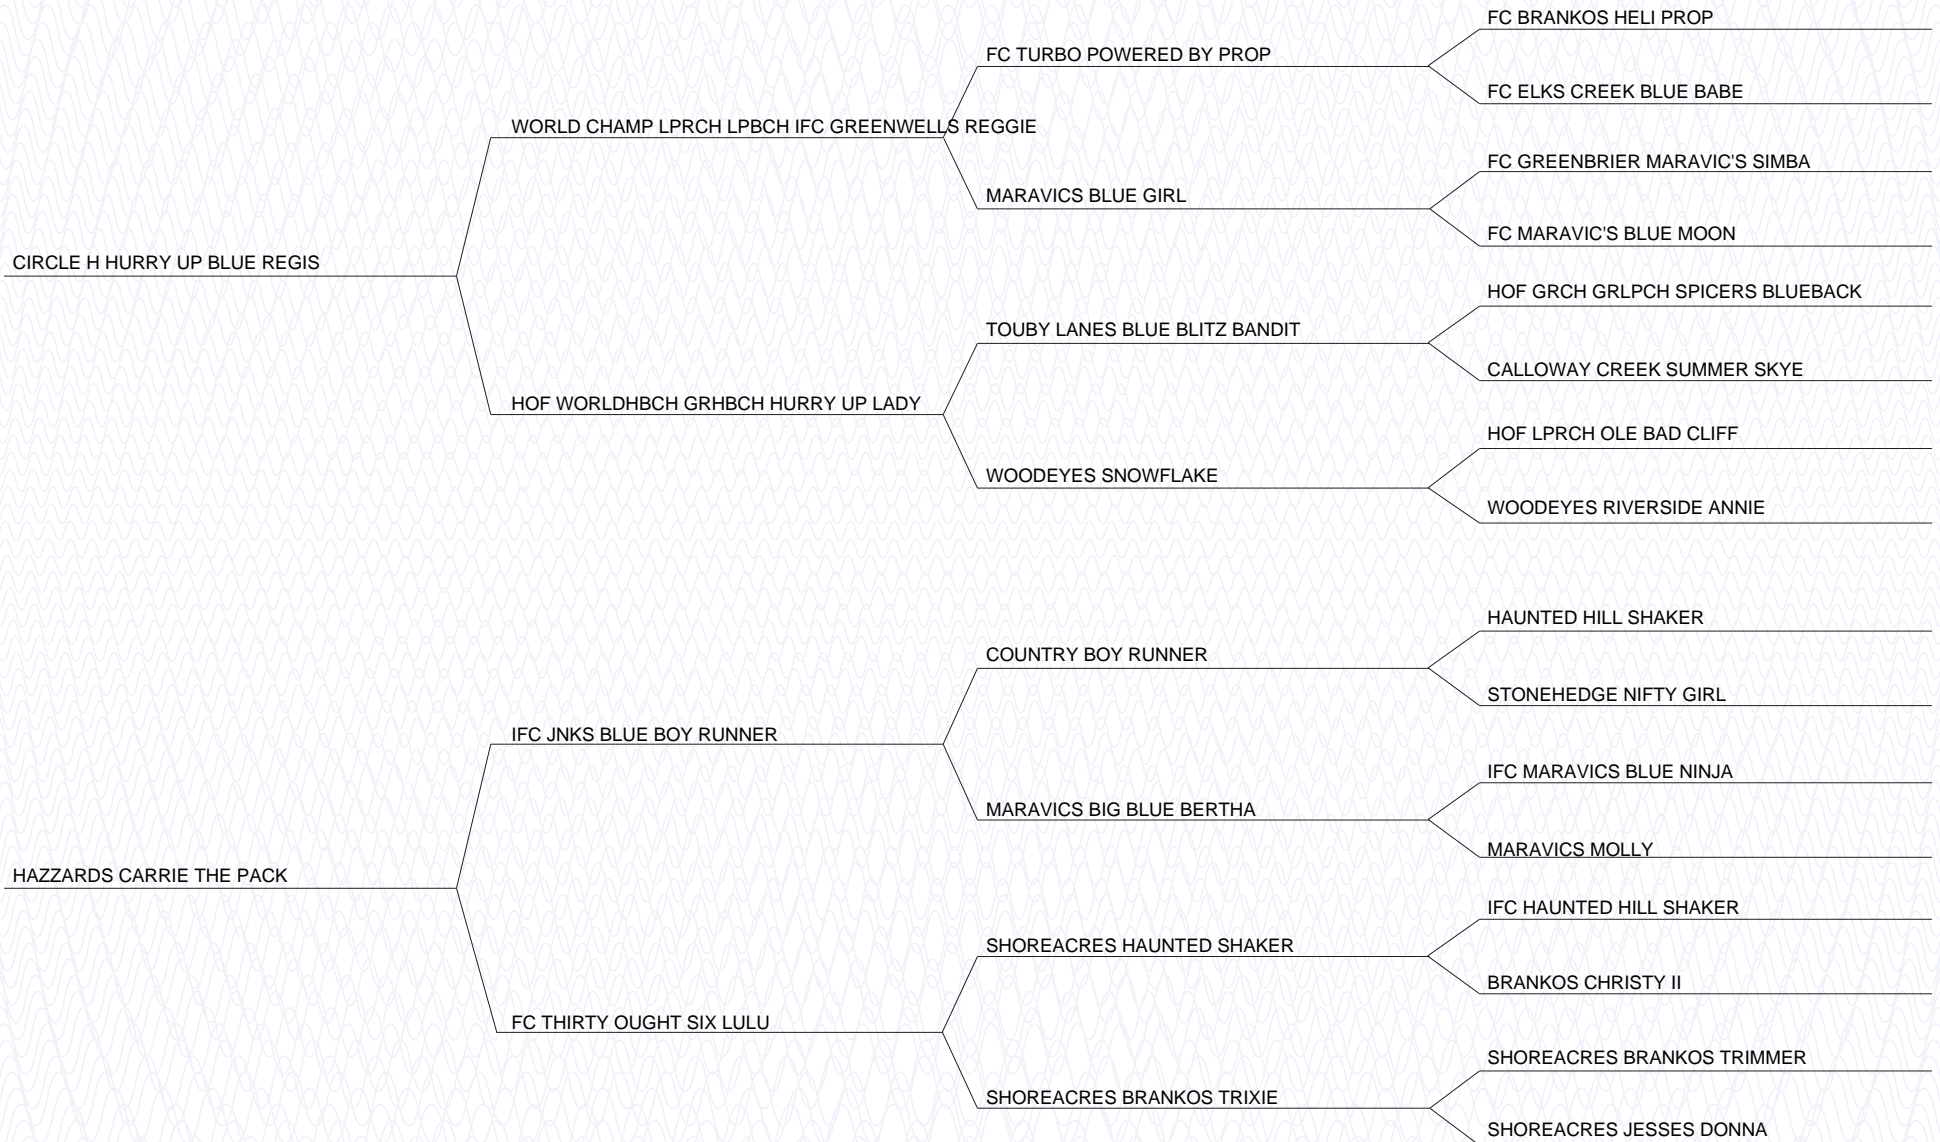 FC BRANKOS HELI PROP
FC TURBO POWERED BY PROP
FC ELKS CREEK BLUE BABE
WORLD CHAMP LPRCH LPBCH IFC GREENWELLS REGGIE
FC GREENBRIER MARAVIC'S SIMBA
MARAVICS BLUE GIRL
FC MARAVIC'S BLUE MOON
CIRCLE H HURRY UP BLUE REGIS
HOF GRCH GRLPCH SPICERS BLUEBACK
TOUBY LANES BLUE BLITZ BANDIT
CALLOWAY CREEK SUMMER SKYE
HOF WORLDHBCH GRHBCH HURRY UP LADY
HOF LPRCH OLE BAD CLIFF
WOODEYES SNOWFLAKE
WOODEYES RIVERSIDE ANNIE
HAUNTED HILL SHAKER
COUNTRY BOY RUNNER
STONEHEDGE NIFTY GIRL
IFC JNKS BLUE BOY RUNNER
IFC MARAVICS BLUE NINJA
MARAVICS BIG BLUE BERTHA
MARAVICS MOLLY
HAZZARDS CARRIE THE PACK
IFC HAUNTED HILL SHAKER
SHOREACRES HAUNTED SHAKER
BRANKOS CHRISTY II
FC THIRTY OUGHT SIX LULU
SHOREACRES BRANKOS TRIMMER
SHOREACRES BRANKOS TRIXIE
SHOREACRES JESSES DONNA